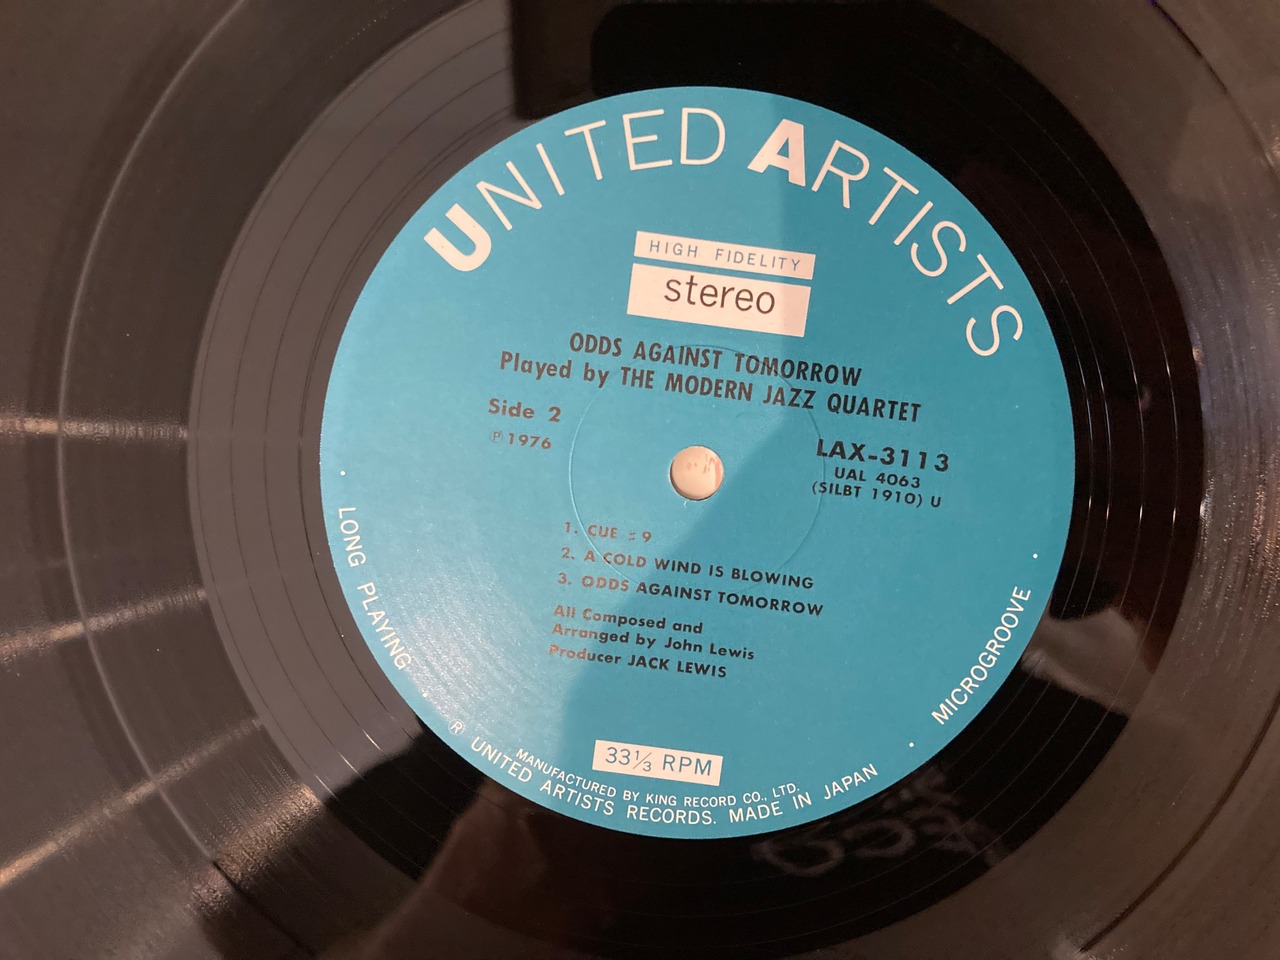 UNITED ARTISTS
HIGH FIDELITY
stereo
ODDS AGAINST TOMORROW
Played by THE MODERN JAZZ QUARTET
Side 2
Ⓟ1976
LAX-3113
UAL 4063
(SILBT 1910) U
1. CUE #9
2. A COLD WIND IS BLOWING
3. ODDS AGAINST TOMORROW
All Composed and
Arranged by John Lewis
Producer JACK LEWIS
33⅓ RPM
LONG PLAYING
MICROGROOVE
MANUFACTURED BY KING RECORD CO., LTD.
Ⓡ UNITED ARTISTS RECORDS. MADE IN JAPAN